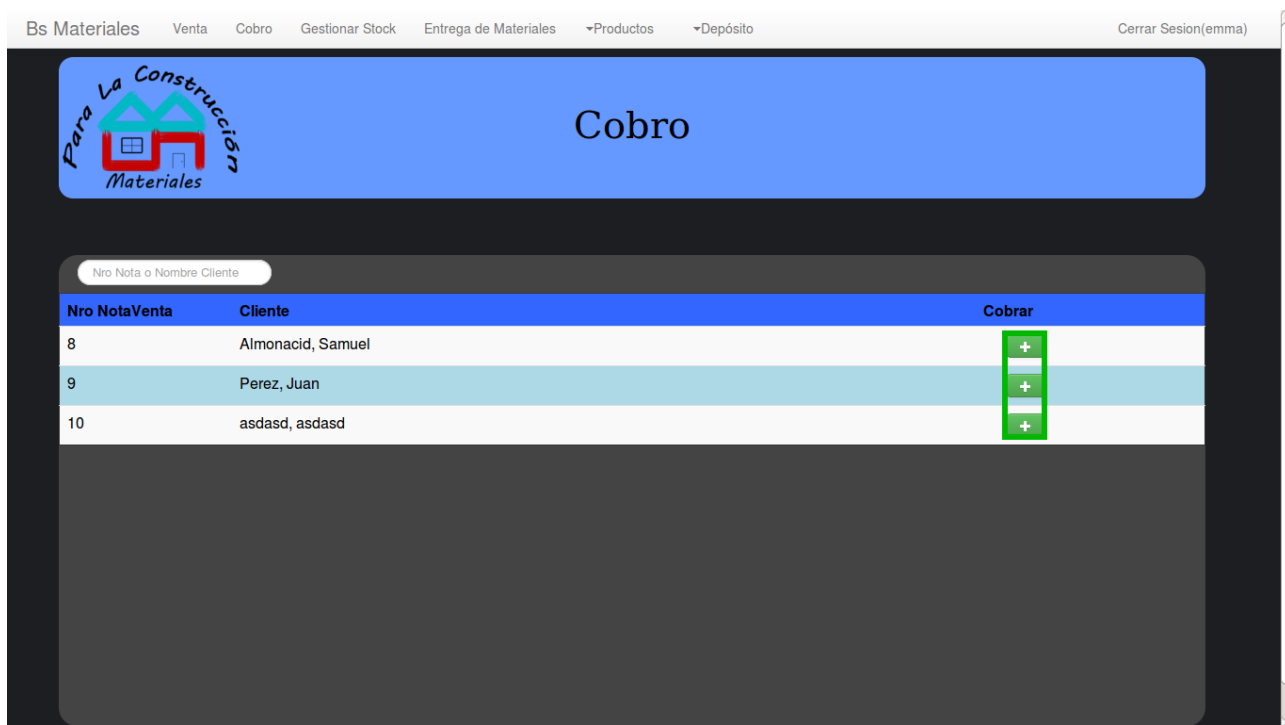 Bs Materiales Venta Cobro Gestionar Stock Entrega de Materiales Productos Depósito Cerrar Sesion(emma)
Para La Construcción
Materiales
Cobro
Nro Nota o Nombre Cliente
Nro NotaVenta Cliente Cobrar
8 Almonacid, Samuel +
9 Perez, Juan +
10 asdasd, asdasd +